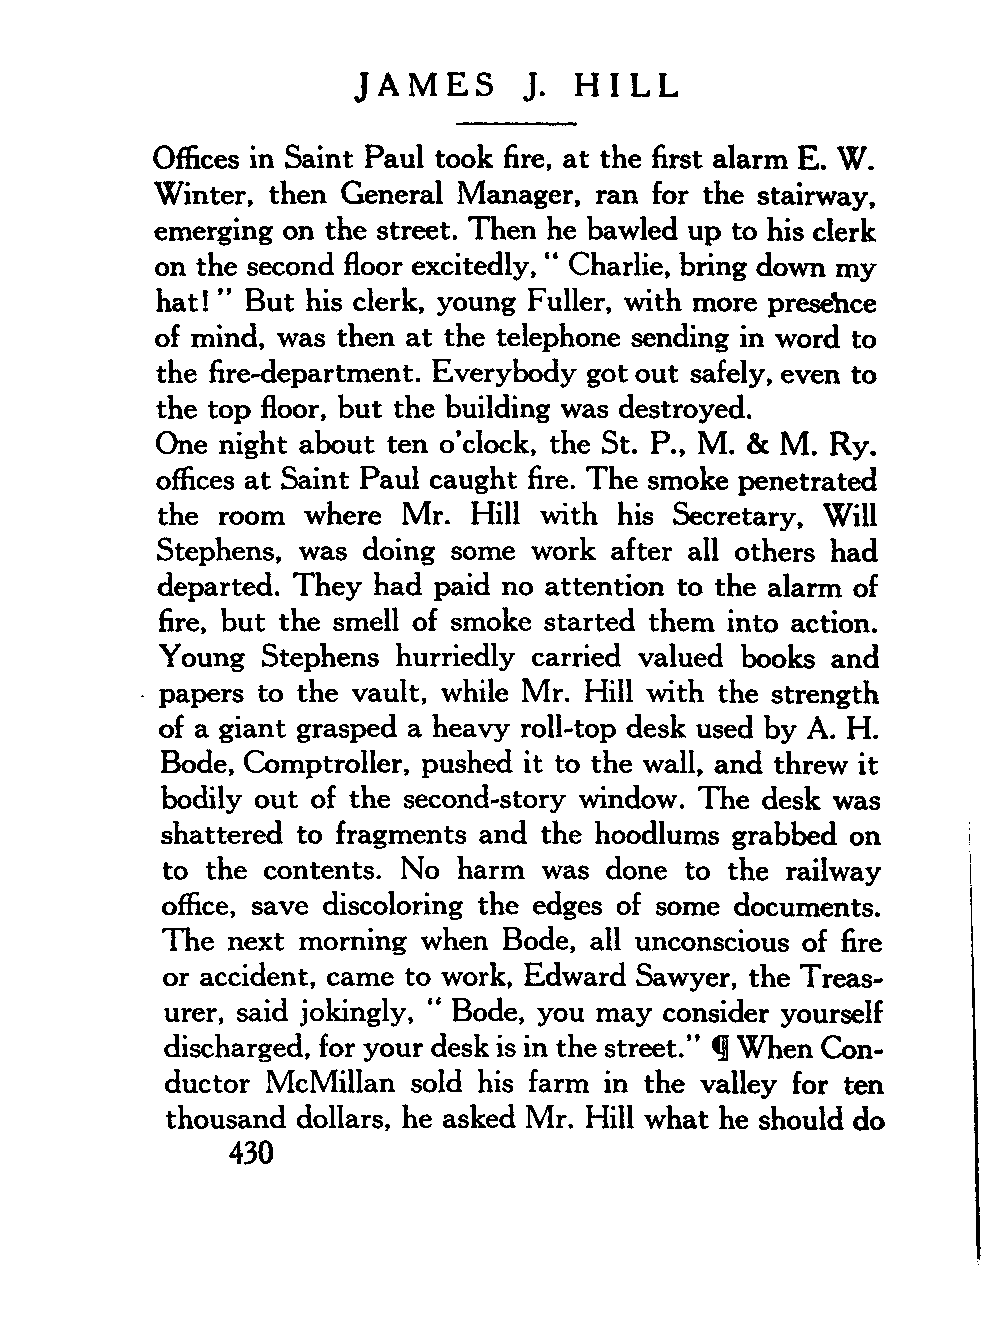 JAMES J. HILL
Offices in Saint Paul took fire, at the first alarm E. W.
Winter, then General Manager, ran for the stairway,
emerging on the street. Then he bawled up to his clerk
on the second floor excitedly, “ Charlie, bring down my
hat! ” But his clerk, young Fuller, with more presence
of mind, was then at the telephone sending in word to
the fire-department. Everybody got out safely, even to
the top floor, but the building was destroyed.
One night about ten o’clock, the St. P., M. & M. Ry.
offices at Saint Paul caught fire. The smoke penetrated
the room where Mr. Hill with his Secretary, Will
Stephens, was doing some work after all others had
departed. They had paid no attention to the alarm of
fire, but the smell of smoke started them into action.
Young Stephens hurriedly carried valued books and
papers to the vault, while Mr. Hill with the strength
of a giant grasped a heavy roll-top desk used by A. H.
Bode, Comptroller, pushed it to the wall, and threw it
bodily out of the second-story window. The desk was
shattered to fragments and the hoodlums grabbed on
to the contents. No harm was done to the railway
office, save discoloring the edges of some documents.
The next morning when Bode, all unconscious of fire
or accident, came to work, Edward Sawyer, the Treas-
urer, said jokingly, “ Bode, you may consider yourself
discharged, for your desk is in the street.” ¶ When Con-
ductor McMillan sold his farm in the valley for ten
thousand dollars, he asked Mr. Hill what he should do
430